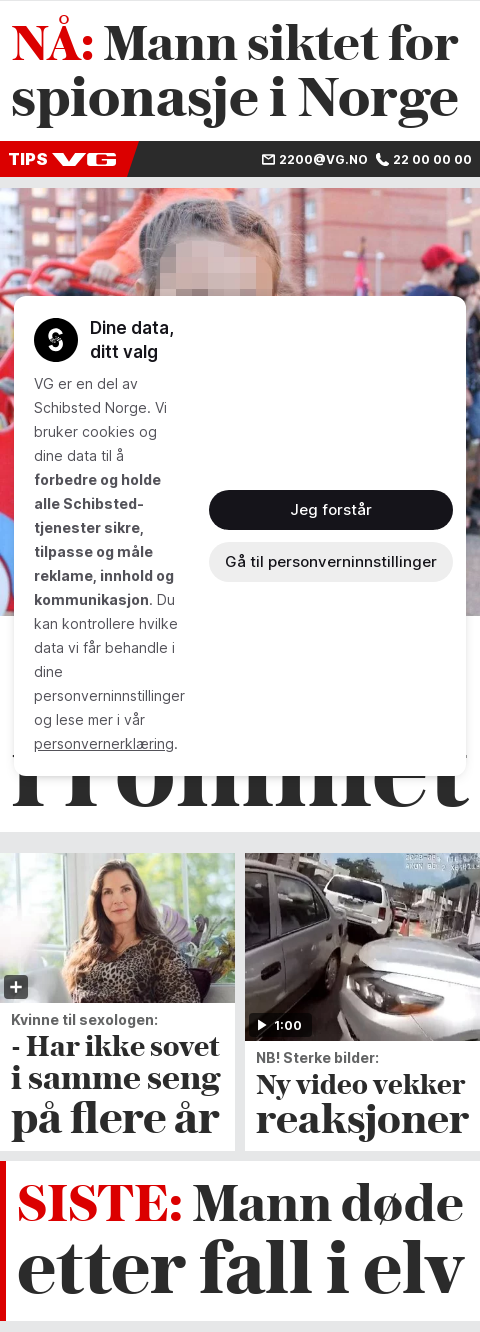 NÅ: Mann siktet for
spionasje i Norge
TIPS VG
2200@VG.NO 22 00 00 00
Dine data,
ditt valg
VG er en del av
Schibsted Norge. Vi
bruker cookies og
dine data til å
forbedre og holde
alle Schibsted-
tjenester sikre,
tilpasse og måle
reklame, innhold og
kommunikasjon. Du
kan kontrollere hvilke
data vi får behandle i
dine
personverninnstillinger
og lese mer i vår
personvernerklæring.
Jeg forstår
Gå til personverninnstillinger
Kvinne til sexologen:
- Har ikke sovet
i samme seng
på flere år
1:00
NB! Sterke bilder:
Ny video vekker
reaksjoner
SISTE: Mann døde
etter fall i elv